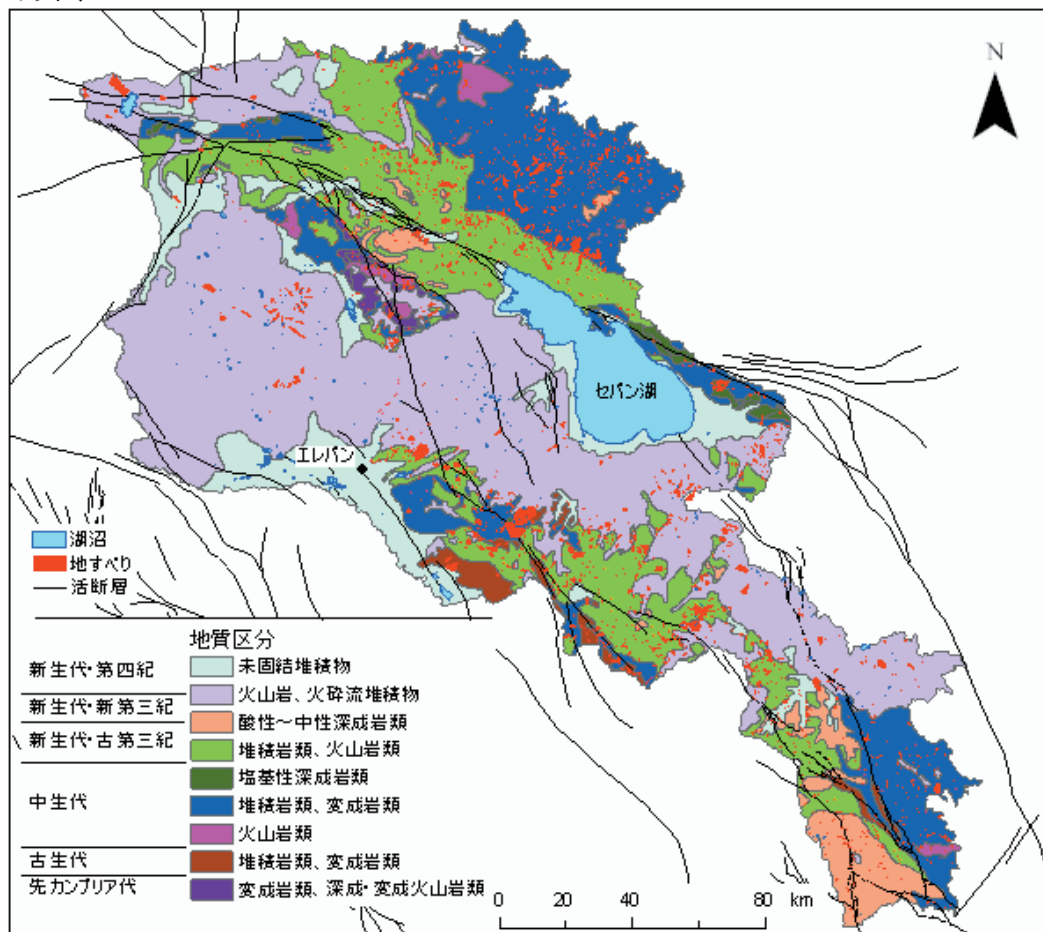 N
セバン湖
エレバン
湖沼
地すべり
活断層
地質区分
新生代・第四紀
未固結堆積物
火山岩、火砕流堆積物
新生代・新第三紀
酸性～中性深成岩類
新生代・古第三紀
堆積岩類、火山岩類
塩基性深成岩類
中生代
堆積岩類、変成岩類
火山岩類
古生代
堆積岩類、変成岩類
先カンブリア代
変成岩類、深成・変成火山岩類
0 20 40 60 80 km